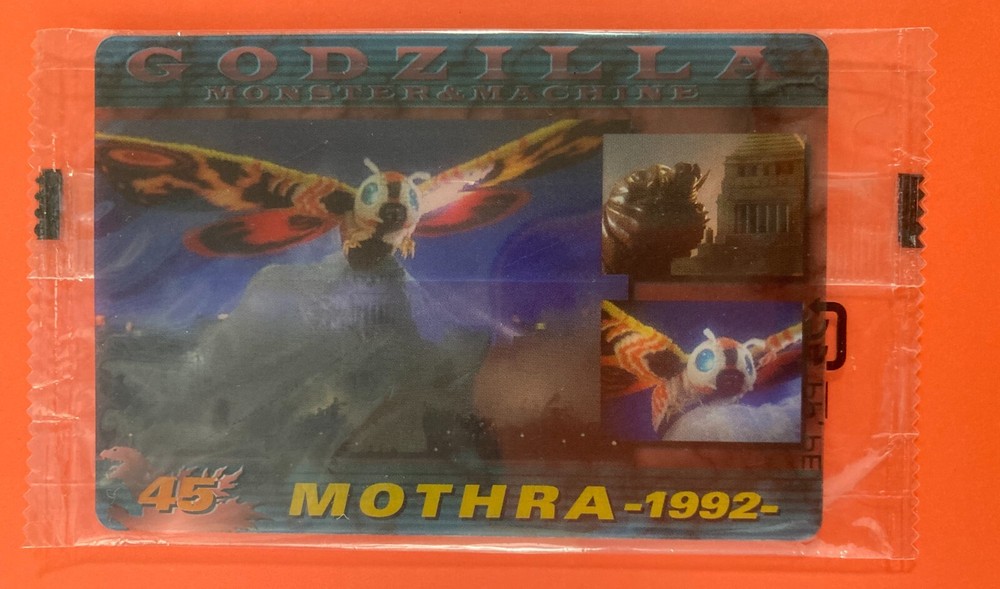 GODZILLA
MONSTER&MACHINE
45
MOTHRA -1992-